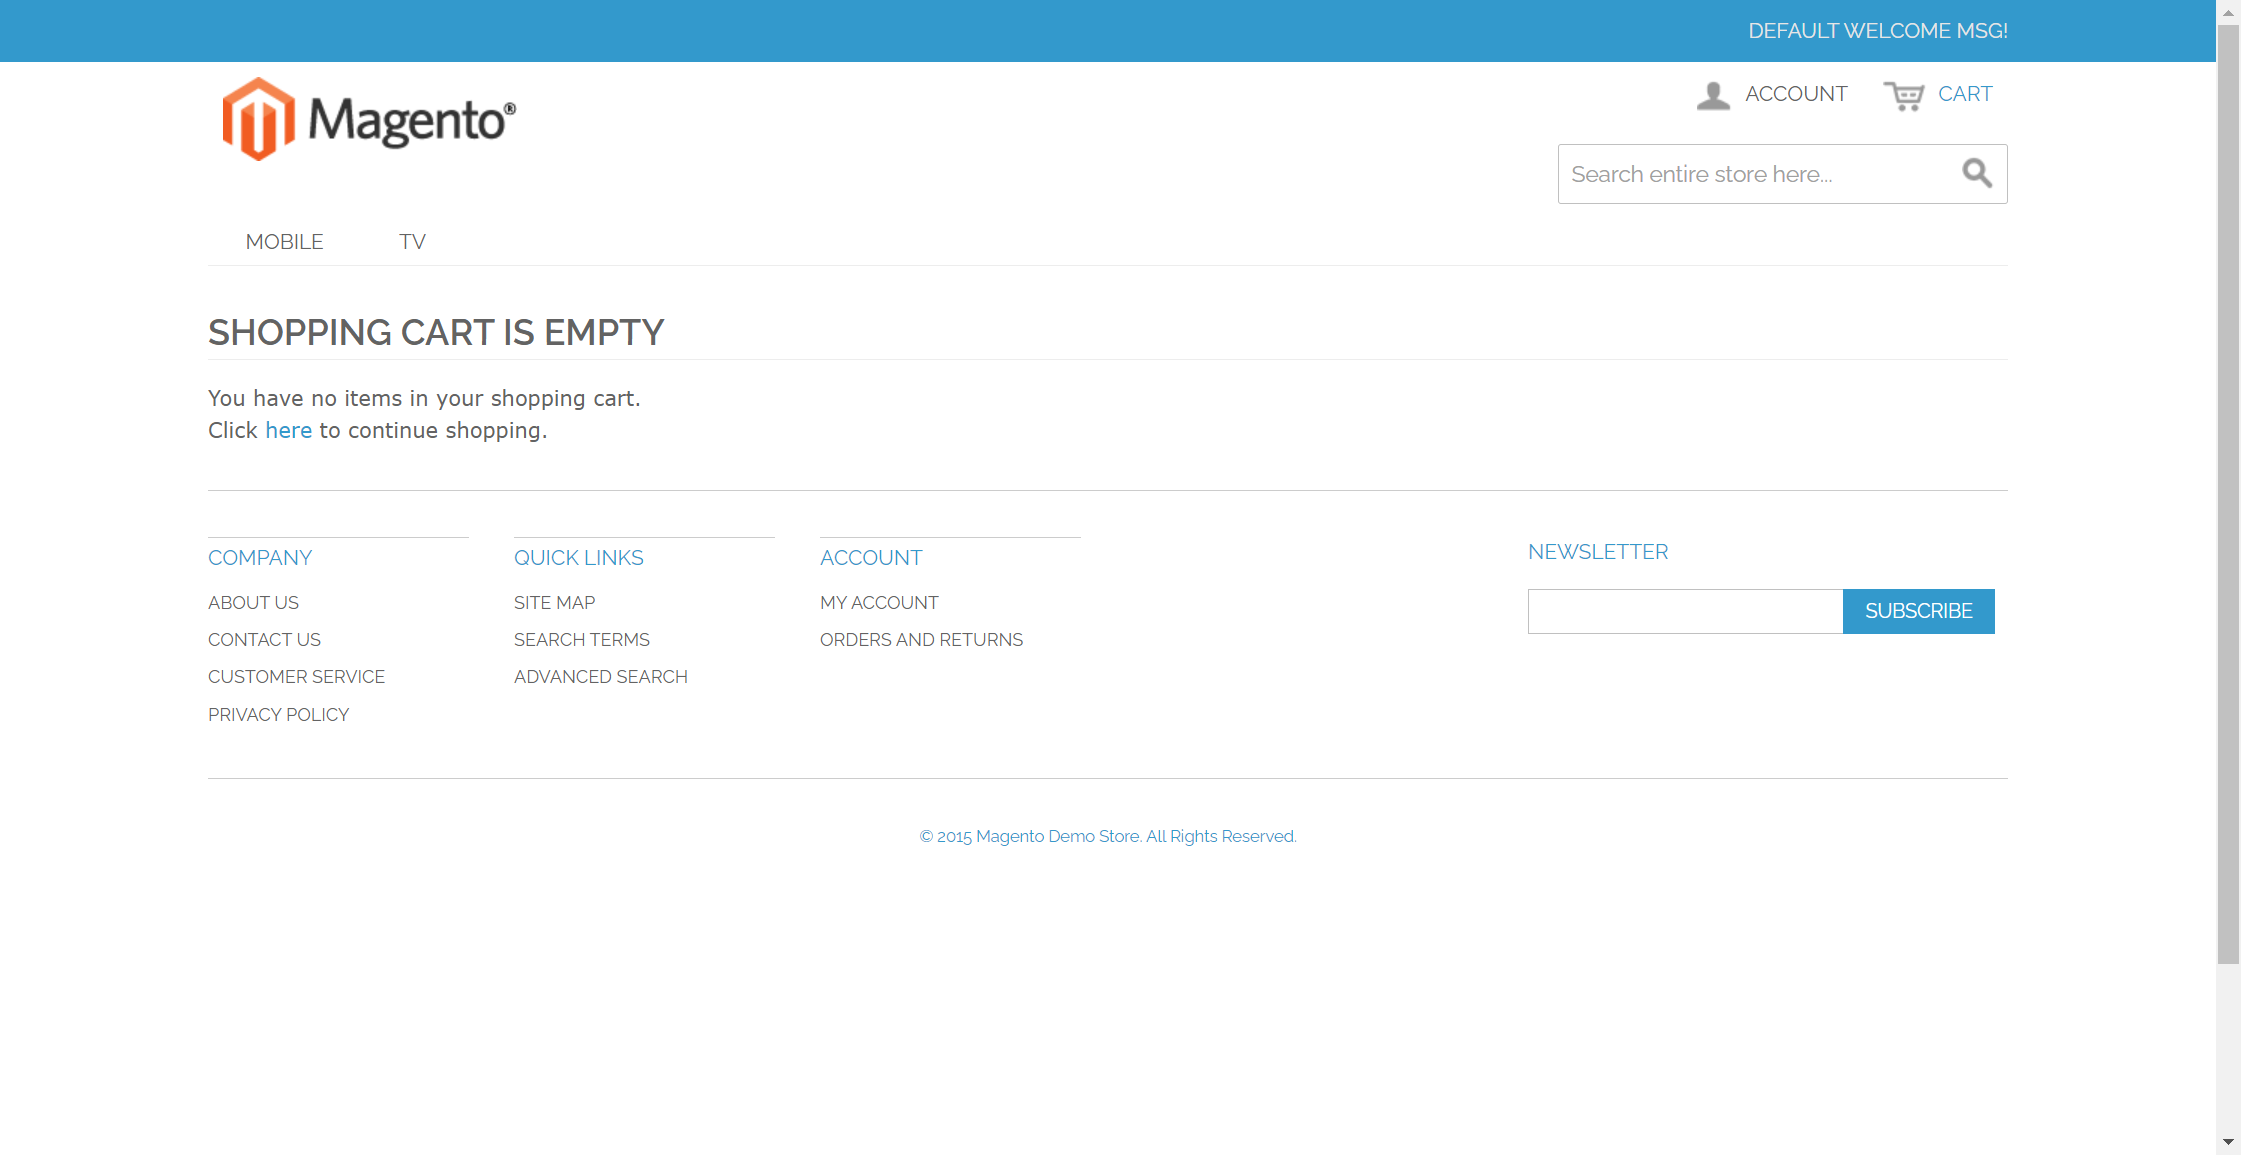 DEFAULT WELCOME MSG!
Magento®
ACCOUNT
CART
Search entire store here...
MOBILE
TV
SHOPPING CART IS EMPTY
You have no items in your shopping cart.
Click here to continue shopping.
COMPANY
ABOUT US
CONTACT US
CUSTOMER SERVICE
PRIVACY POLICY
QUICK LINKS
SITE MAP
SEARCH TERMS
ADVANCED SEARCH
ACCOUNT
MY ACCOUNT
ORDERS AND RETURNS
NEWSLETTER
SUBSCRIBE
© 2015 Magento Demo Store. All Rights Reserved.